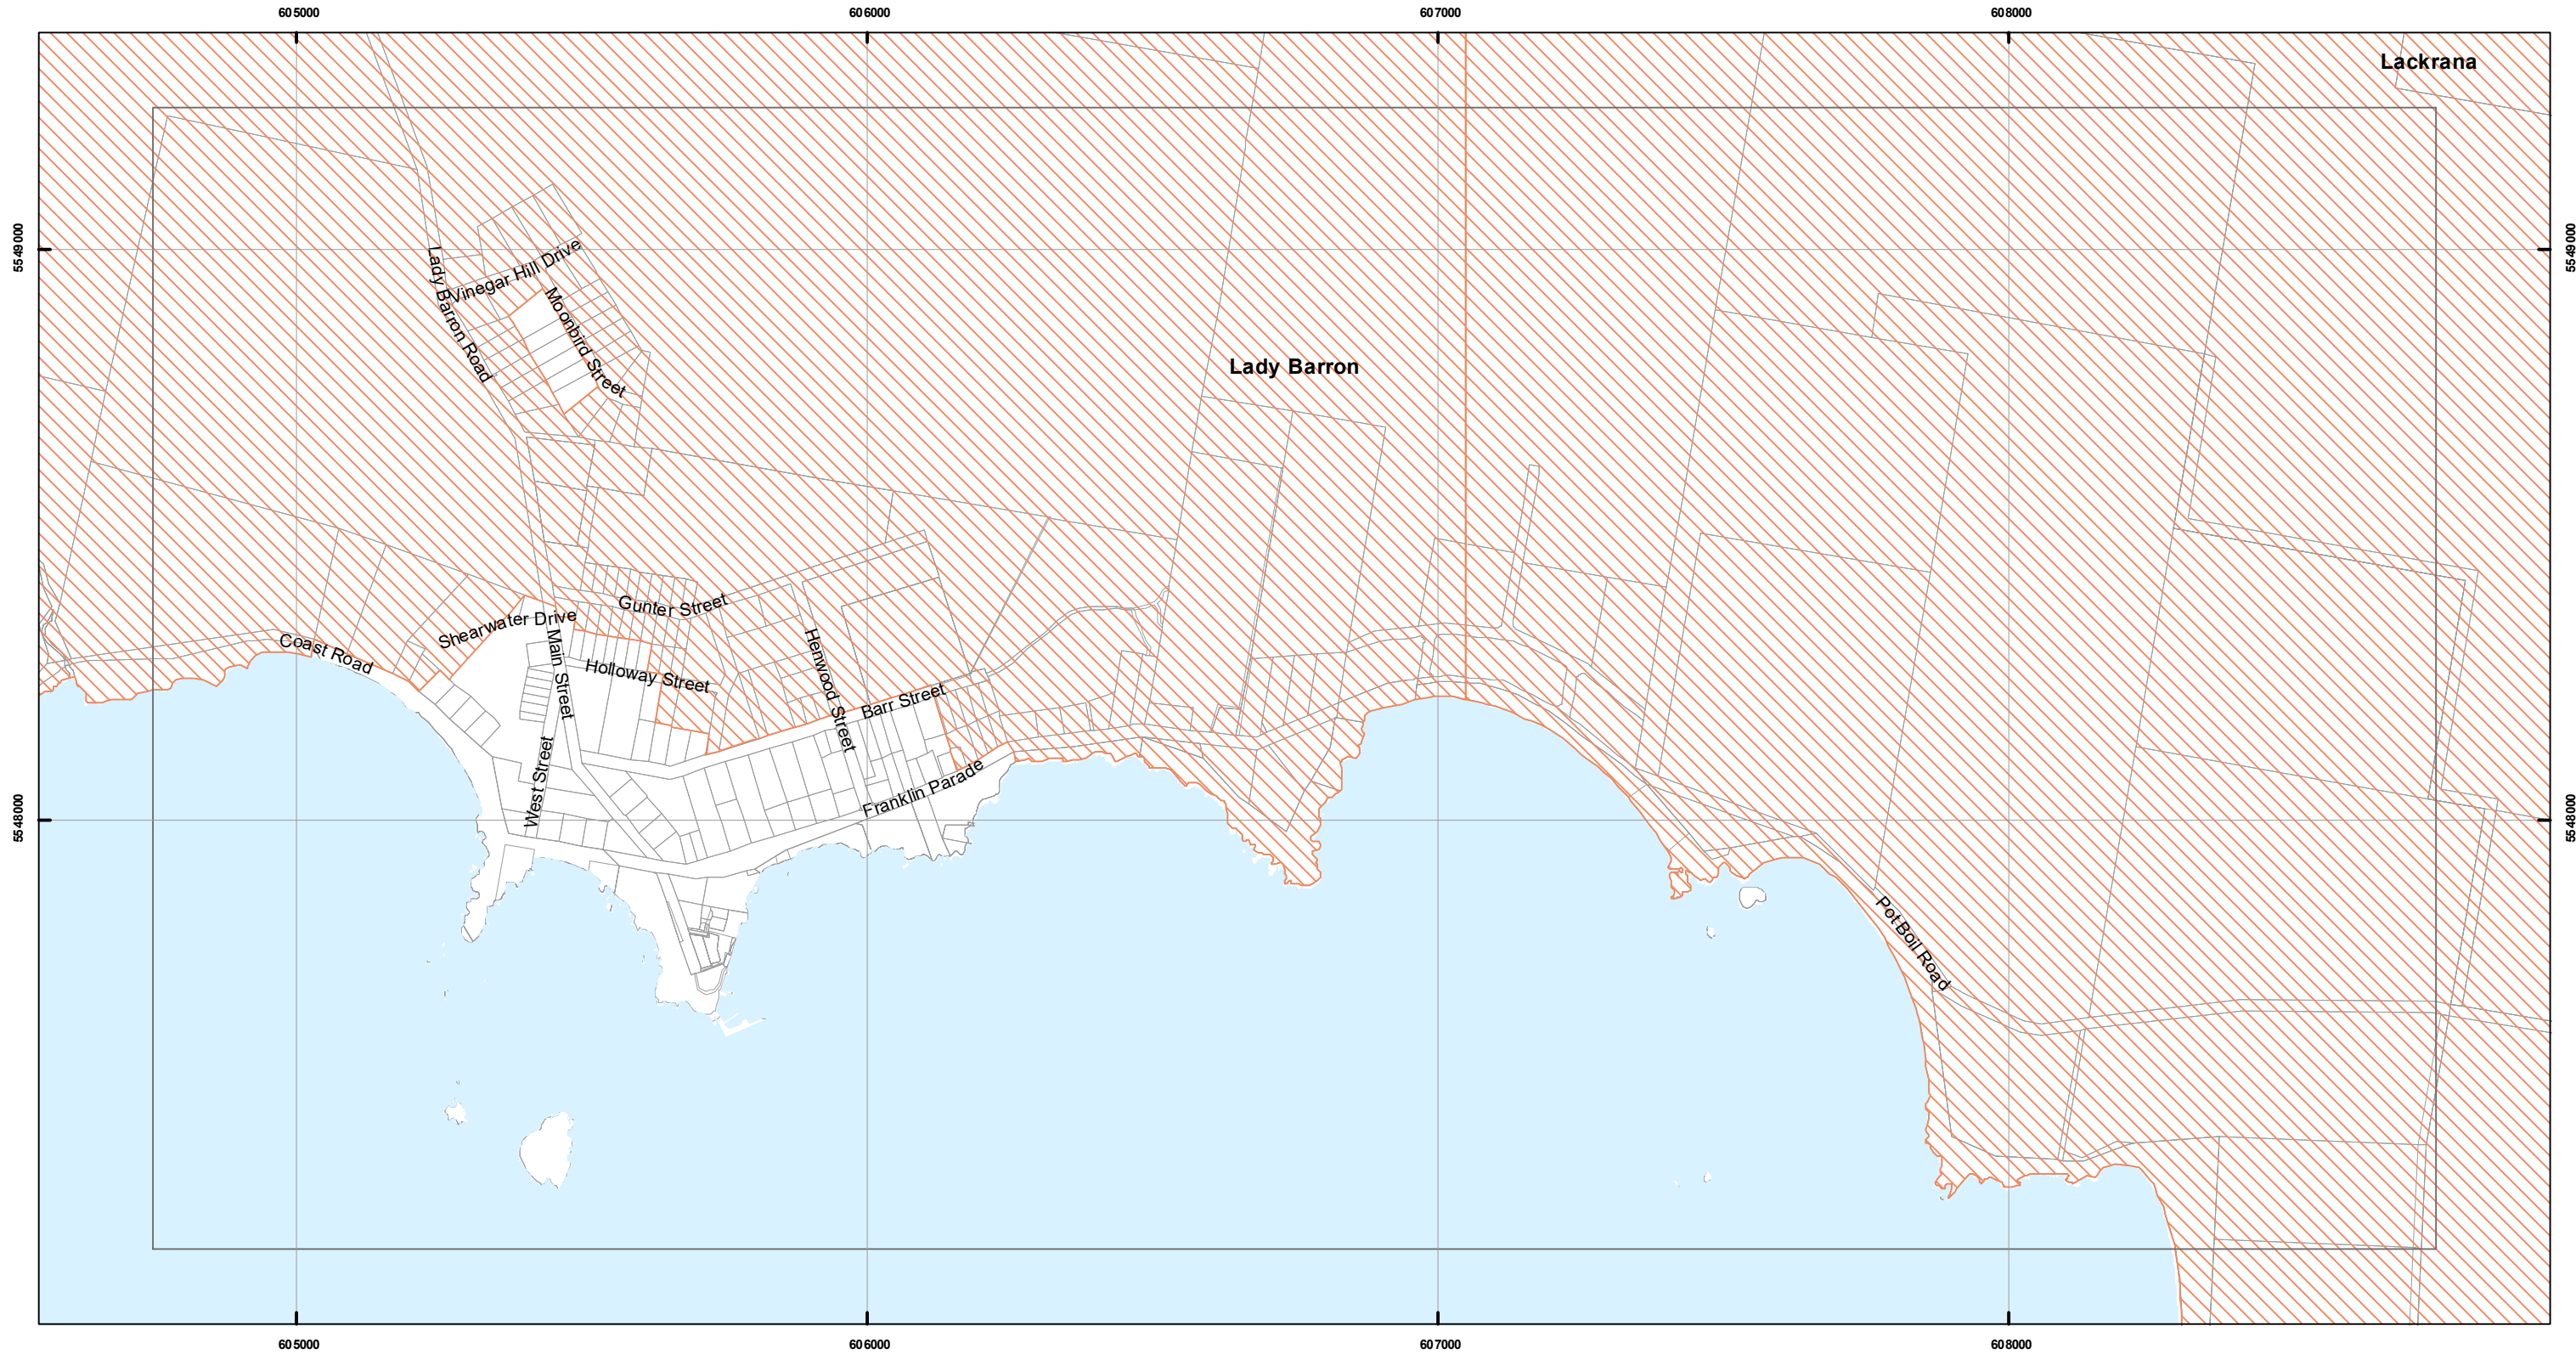 605000
606000
607000
608000
Lackrana
5549000
5549000
Lady Barron Road
Vinegar Hill Drive
Moonbird Street
Lady Barron
Gunter Street
Shearwater Drive
Coast Road
Main Street
Holloway Street
Henwood Street
Barr Street
West Street
Franklin Parade
5548000
5548000
Pot Boil Road
605000
606000
607000
608000